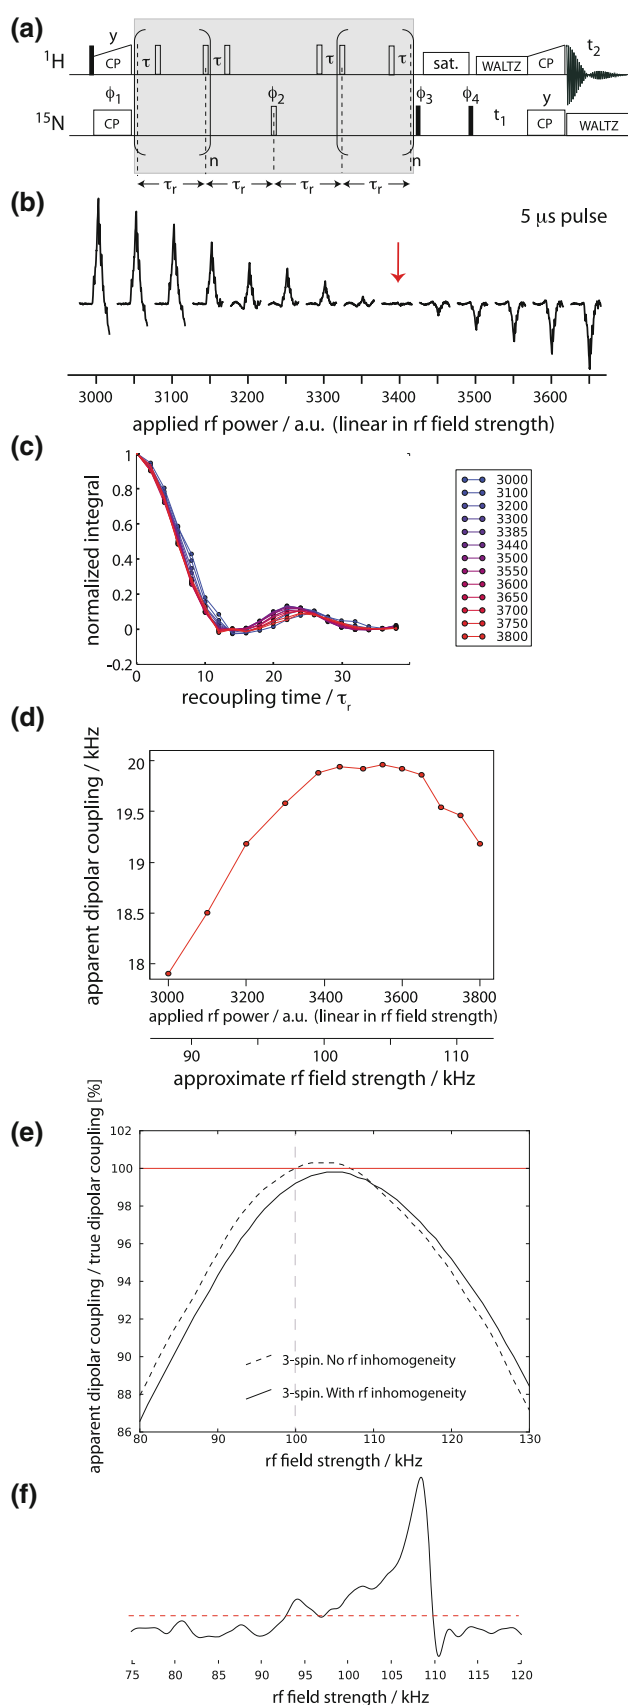 (a)
y
t₂
¹H
CP
τ
τ
τ
τ
sat.
WALTZ
CP
ϕ₁
ϕ₂
ϕ₃
ϕ₄
y
¹⁵N
CP
t₁
CP
WALTZ
n
n
τr
τr
τr
τr
(b)
5 μs pulse
3000 3100 3200 3300 3400 3500 3600
applied rf power / a.u. (linear in rf field strength)
(c)
normalized integral
1
0.8
0.6
0.4
0.2
0
-0.2
0 10 20 30
recoupling time / τr
3000
3100
3200
3300
3385
3440
3500
3550
3600
3650
3700
3750
3800
(d)
apparent dipolar coupling / kHz
20
19.5
19
18.5
18
3000 3200 3400 3600 3800
applied rf power / a.u. (linear in rf field strength)
90 100 110
approximate rf field strength / kHz
(e)
apparent dipolar coupling / true dipolar coupling [%]
102
100
98
96
94
92
90
88
86
3-spin. No rf inhomogeneity
3-spin. With rf inhomogeneity
80 90 100 110 120 130
rf field strength / kHz
(f)
75 80 85 90 95 100 105 110 115 120
rf field strength / kHz